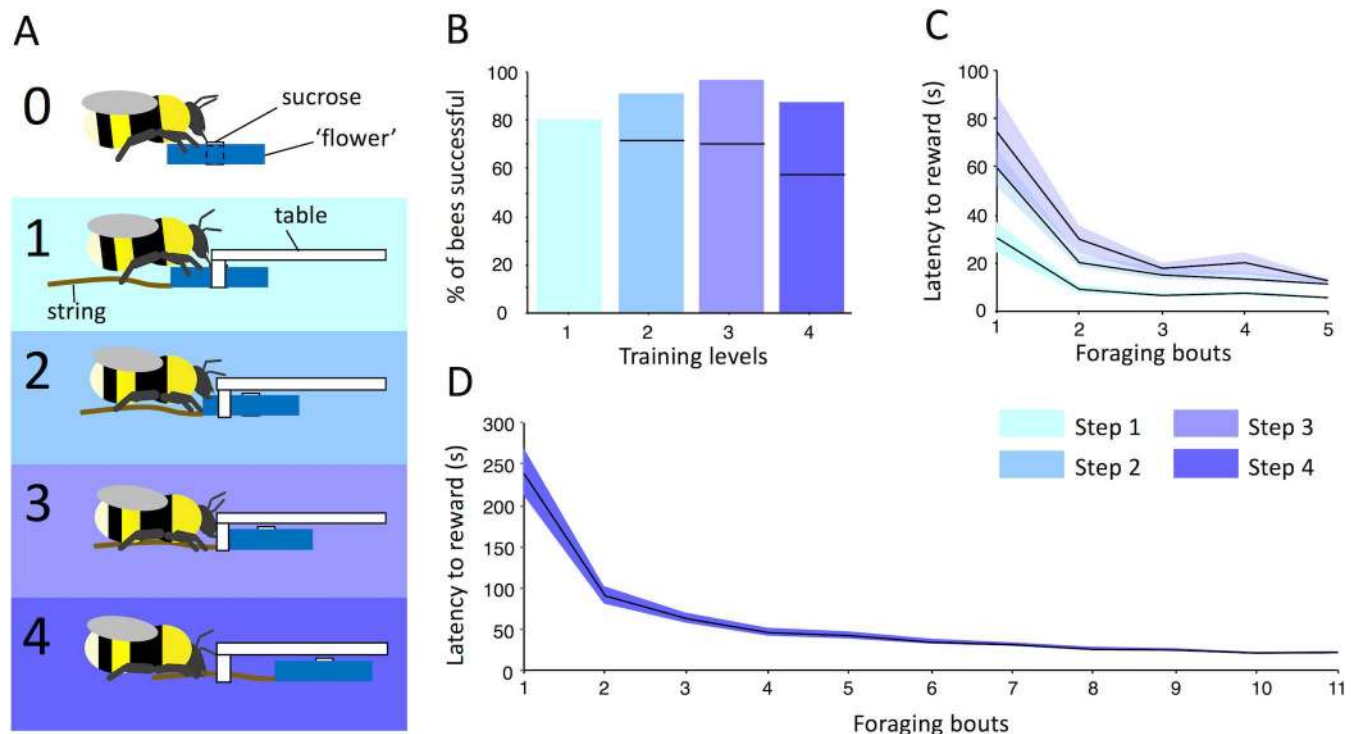 A
0
sucrose
'flower'
1
table
string
2
3
4
B
% of bees successful
100
80
60
40
20
0
1 2 3 4
Training levels
C
Latency to reward (s)
100
80
60
40
20
0
1 2 3 4 5
Foraging bouts
D
Latency to reward (s)
300
250
200
150
100
50
0
1 2 3 4 5 6 7 8 9 10 11
Foraging bouts
Step 1 Step 3
Step 2 Step 4